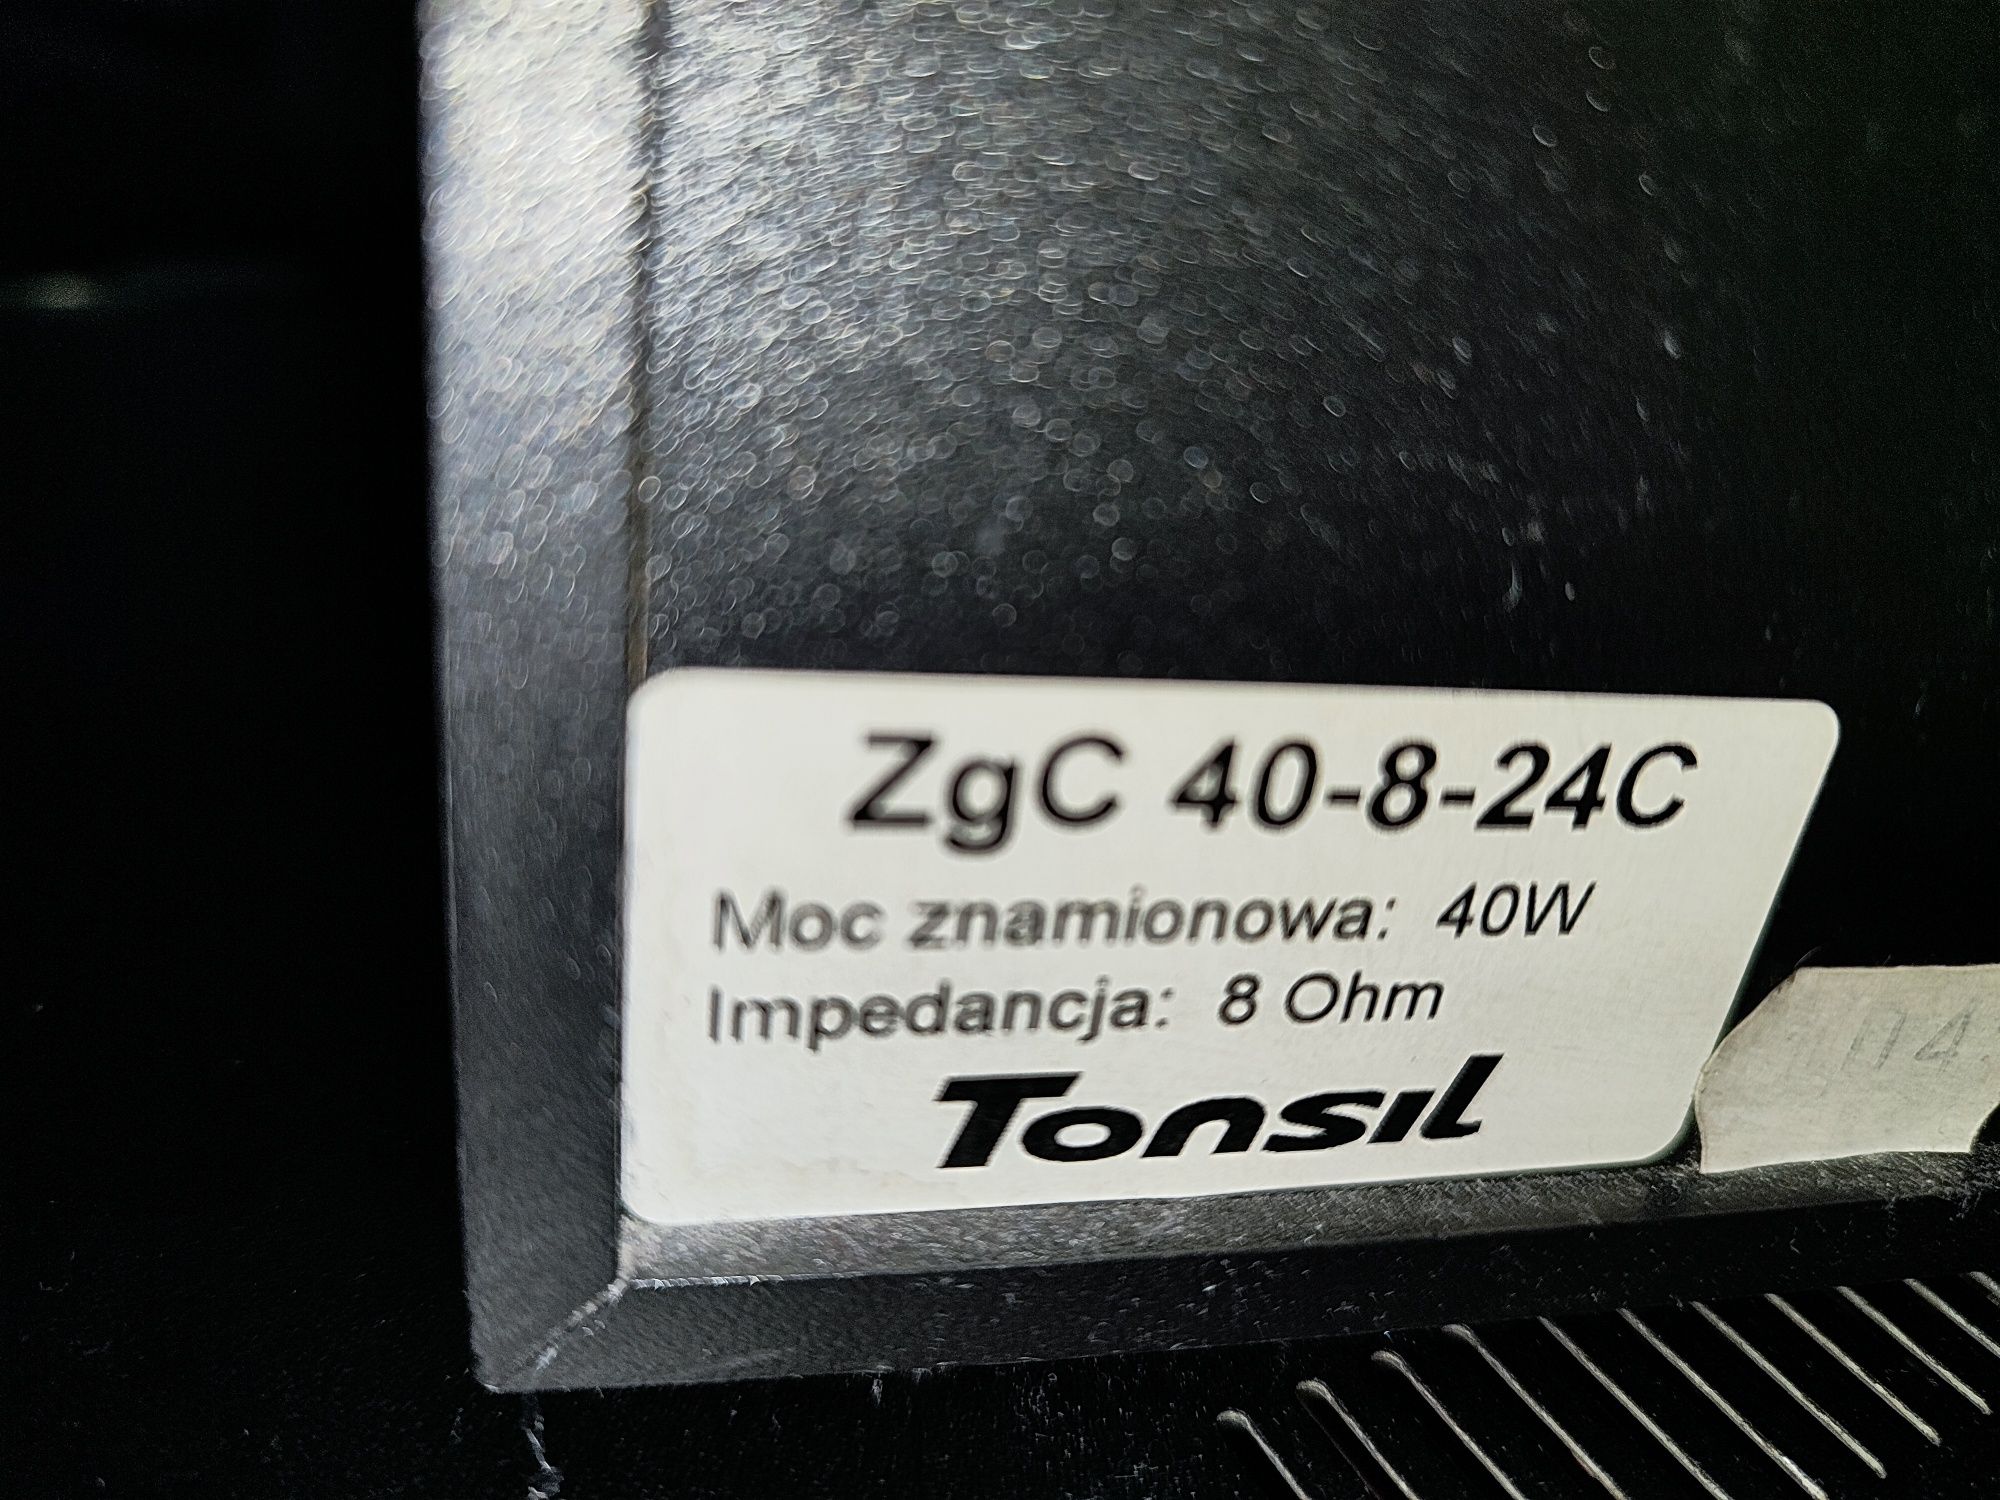 ZgC 40-8-24C
Moc znamionowa: 40W
Impedancja: 8 Ohm
Tonsil